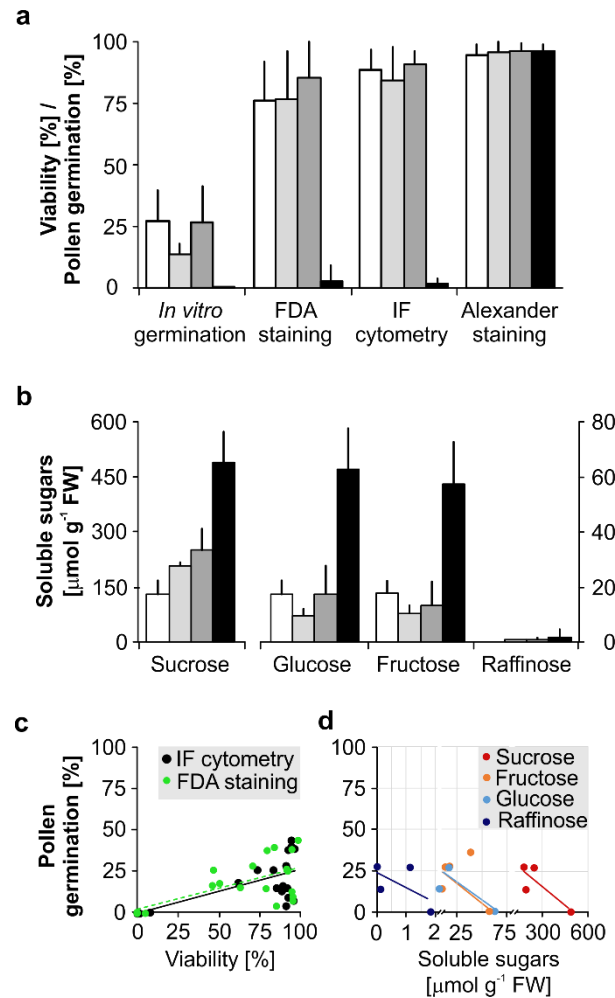 a
Viability [%] /
Pollen germination [%]
100
75
50
25
0
In vitro
germination
FDA
staining
IF
cytometry
Alexander
staining
b
Soluble sugars
[μmol g-1 FW]
600
450
300
150
0
80
60
40
20
0
Sucrose
Glucose
Fructose
Raffinose
c
Pollen
germination [%]
100
75
50
25
0
IF cytometry
FDA staining
0
25
50
75
100
Viability [%]
d
100
75
50
25
0
Sucrose
Fructose
Glucose
Raffinose
0
1
2
25
75
300
600
Soluble sugars
[μmol g-1 FW]